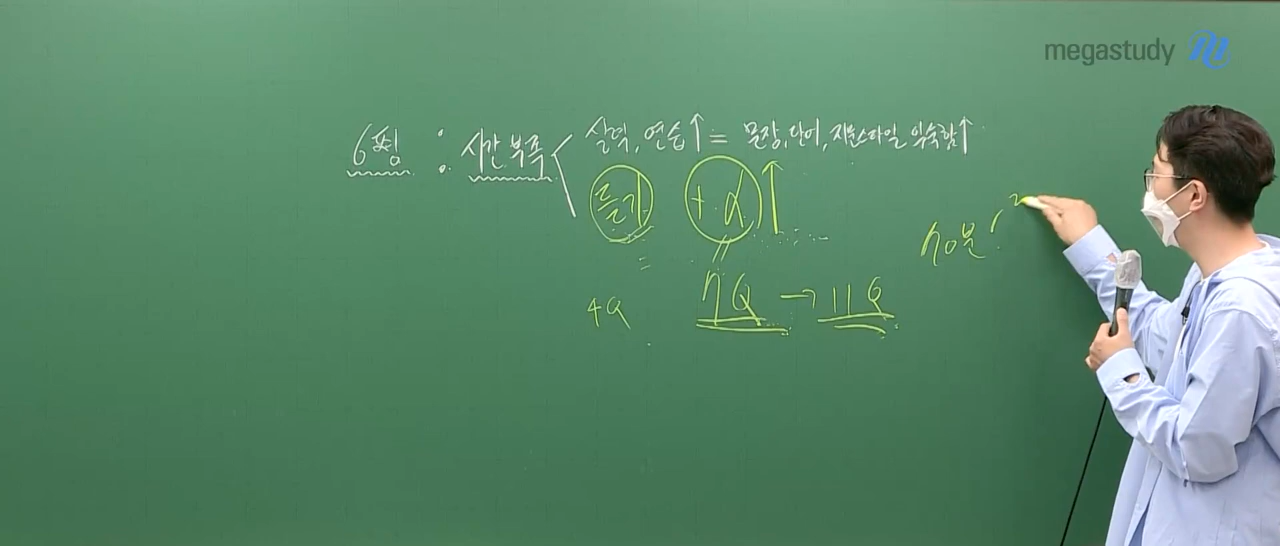 megastudy
6평 : 시간 부족
실력, 연습↑ = 문장, 단어, 지문스타일 익숙함↑
듣기 +α↑
4Q 7Q → 11Q
70분 (